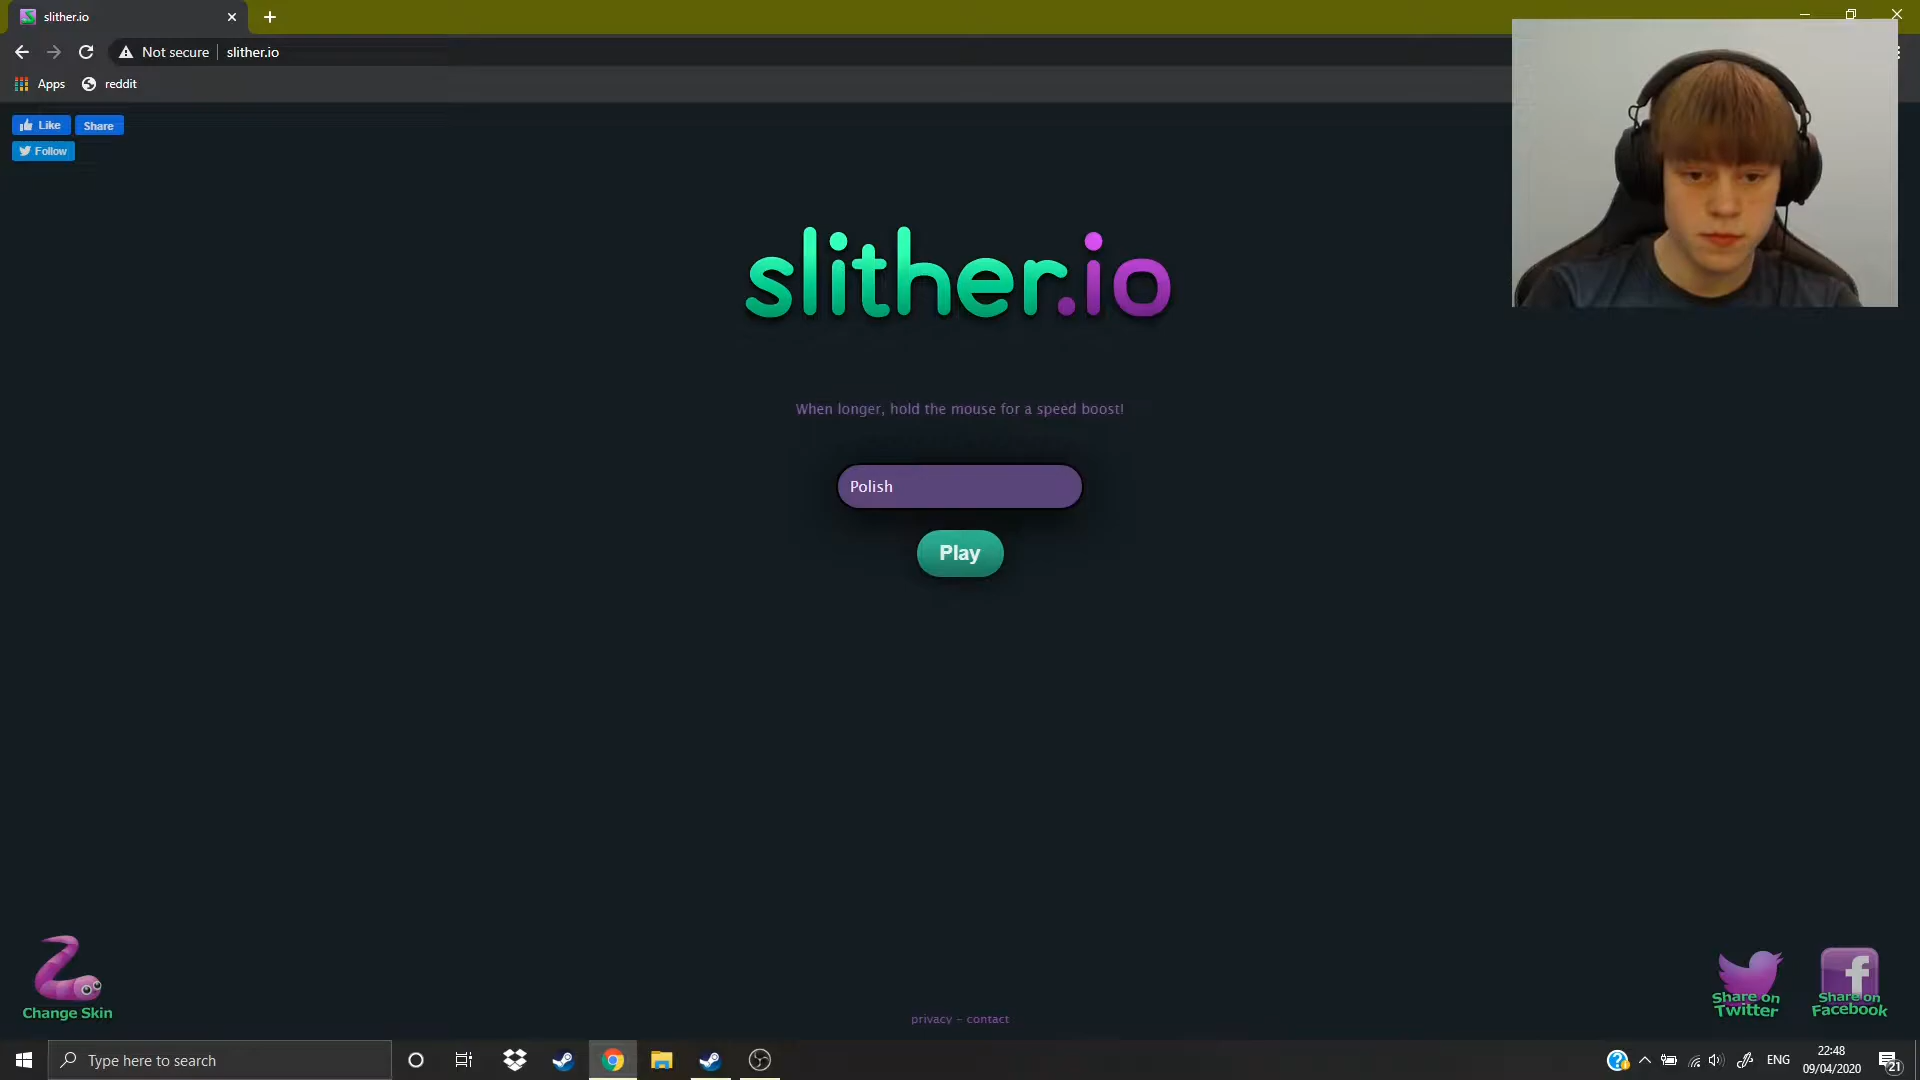 slither.io
Not secure
slither.io
Apps
reddit
Like
Share
Follow
slither.io
When longer, hold the mouse for a speed boost!
Polish
Play
Change Skin
Share on
Twitter
Share on
Facebook
privacy - contact
Type here to search
ENG
22:48
09/04/2020
21